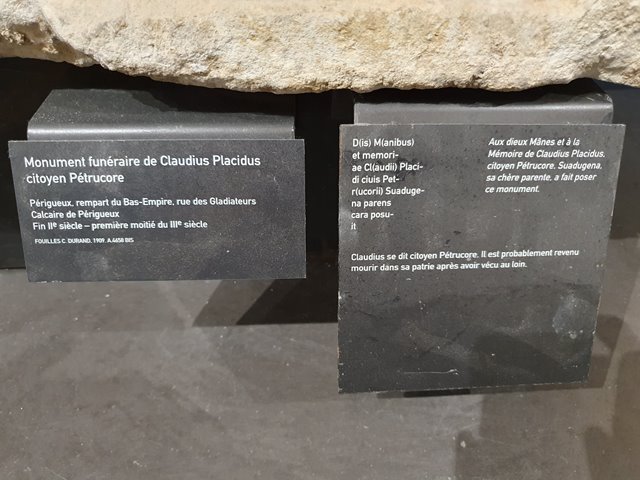 Monument funéraire de Claudius Placidus
citoyen Pétrucore
Périgueux, rempart du Bas-Empire, rue des Gladiateurs
Calcaire de Périgueux
Fin IIe siècle – première moitié du IIIe siècle
FOUILLES C. DURAND, 1909. A.6658 BIS
D(is) M(anibus)
et memori-
ae Cl(audii) Placi-
di ciuis Pet-
r(ucorii) Suaduge-
na parens
cara posu-
it
Aux dieux Mânes et à la
Mémoire de Claudius Placidus,
citoyen Pétrucore, Suadugena,
sa chère parente, a fait poser
ce monument.
Claudius se dit citoyen Pétrucore. Il est probablement revenu
mourir dans sa patrie après avoir vécu au loin.